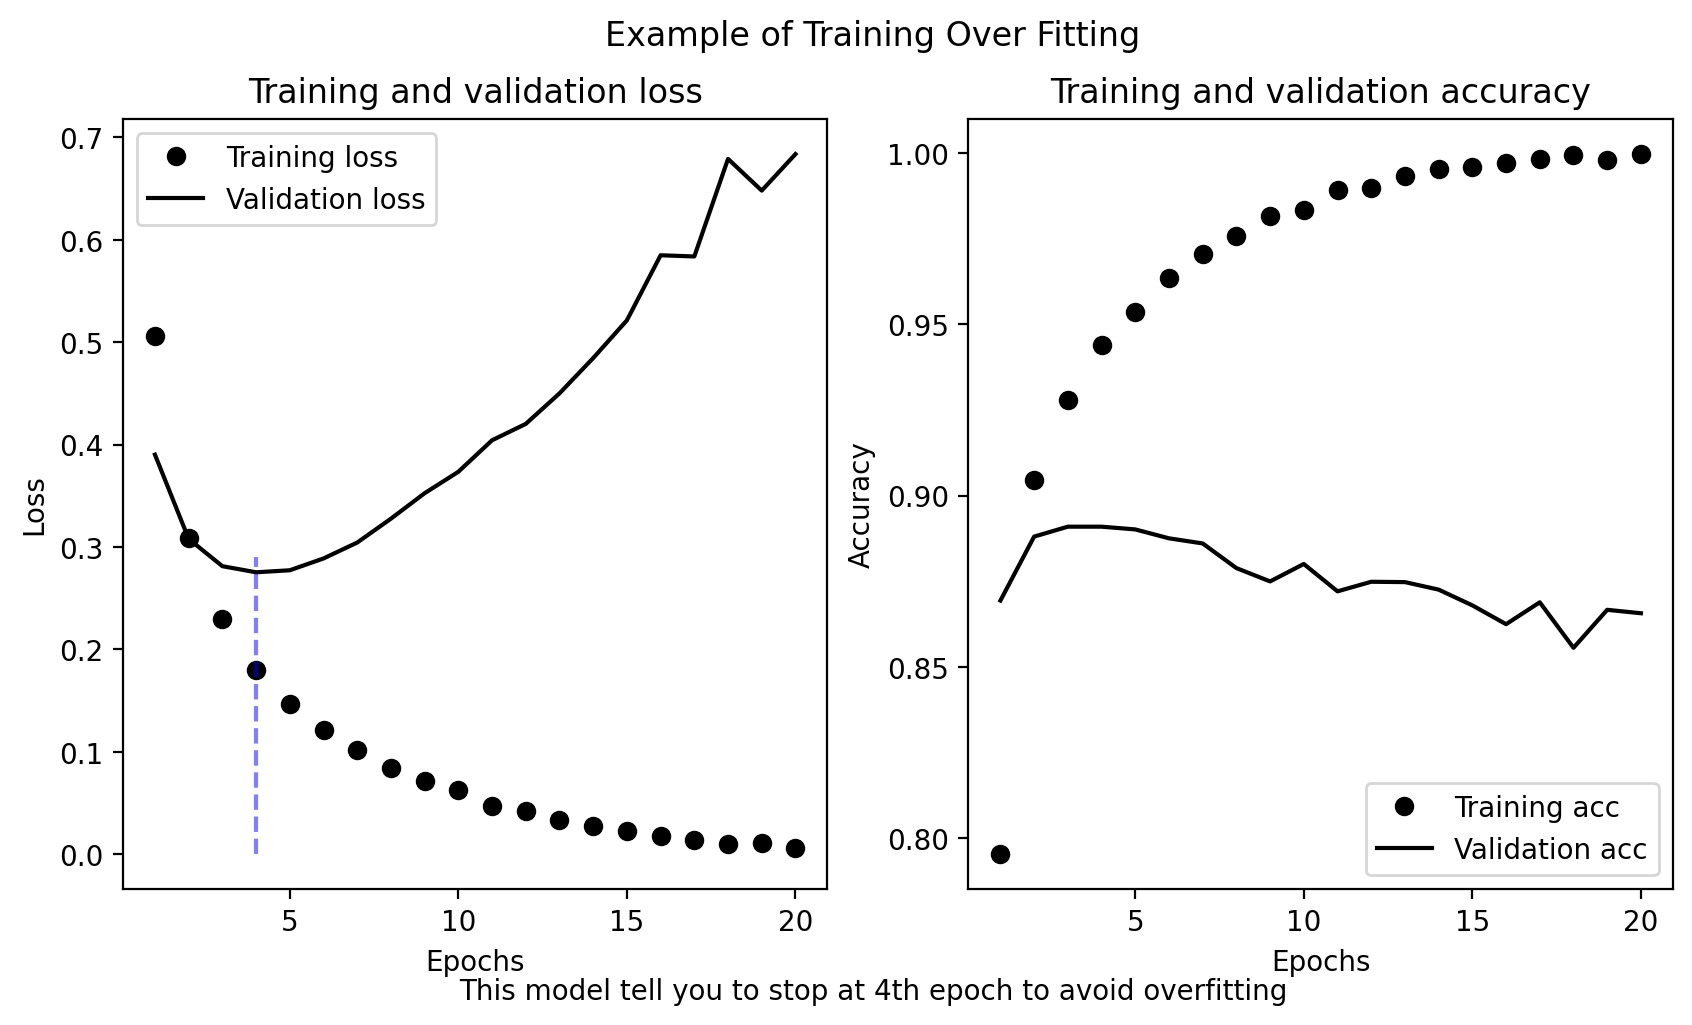 Example of Training Over Fitting
Training and validation loss
0.7
0.6
0.5
0.4
0.3
0.2
0.1
0.0
Loss
Training loss
Validation loss
5
10
15
20
Epochs
Training and validation accuracy
1.00
0.95
0.90
0.85
0.80
Accuracy
Training acc
Validation acc
5
10
15
20
Epochs
This model tell you to stop at 4th epoch to avoid overfitting